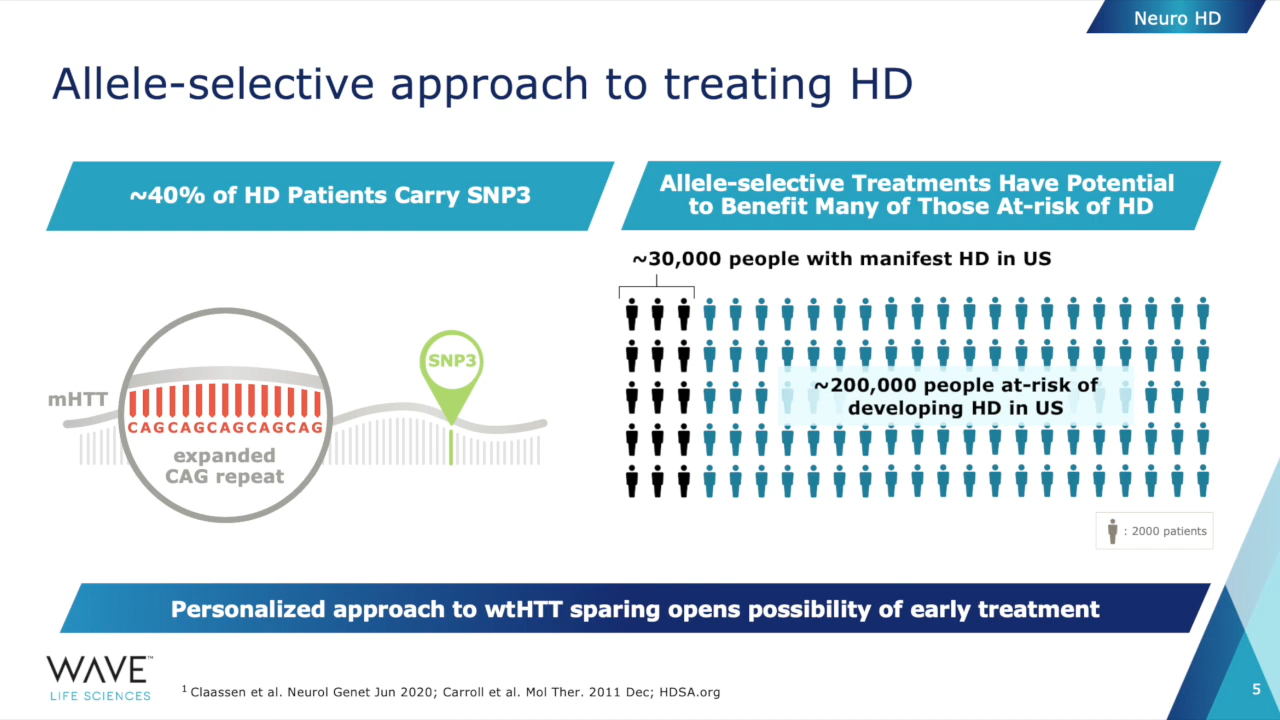 Neuro HD
Allele-selective approach to treating HD
~40% of HD Patients Carry SNP3
mHTT
CAGCAGCAGCAGCAG
expanded
CAG repeat
SNP3
Allele-selective Treatments Have Potential
to Benefit Many of Those At-risk of HD
~30,000 people with manifest HD in US
~200,000 people at-risk of
developing HD in US
: 2000 patients
Personalized approach to wtHTT sparing opens possibility of early treatment
WAVE™
LIFE SCIENCES
1 Claassen et al. Neurol Genet Jun 2020; Carroll et al. Mol Ther. 2011 Dec; HDSA.org
5